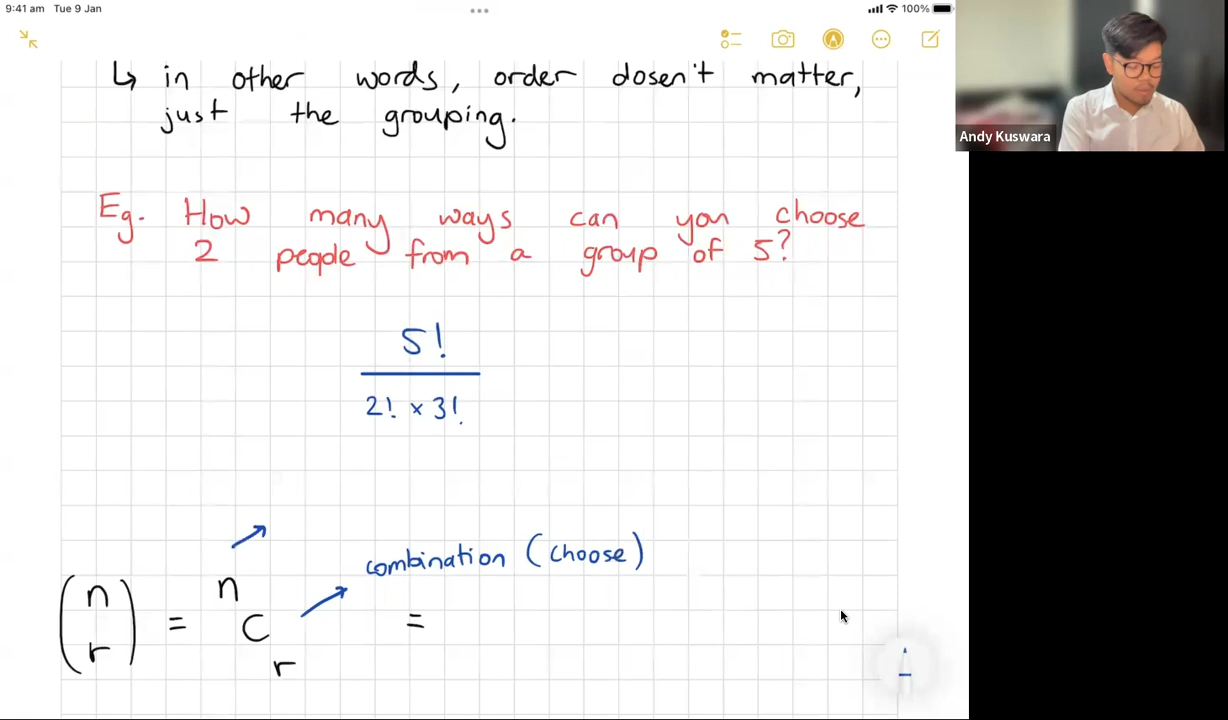 9:41 am Tue 9 Jan
100%
↳ in other words, order dosen't matter,
just the grouping.
Andy Kuswara
Eg. How many ways can you choose
2 people from a group of 5?
5!
2! × 3!
combination (choose)
(n r) = nCr =